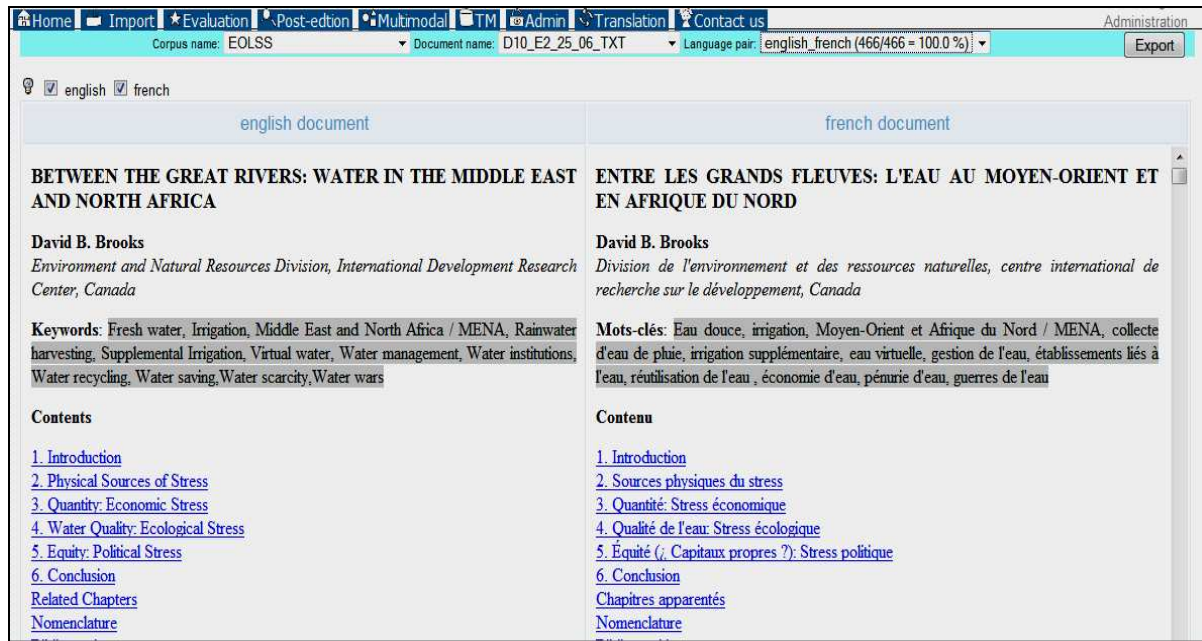 Home Import Evaluation Post-edtion Multimodal TM Admin Translation Contact us Administration
Corpus name: EOLSS Document name: D10_E2_25_06_TXT Language pair: english_french (466/466 = 100.0 %) Export
english french
english document
BETWEEN THE GREAT RIVERS: WATER IN THE MIDDLE EAST
AND NORTH AFRICA
David B. Brooks
Environment and Natural Resources Division, International Development Research
Center, Canada
Keywords: Fresh water, Irrigation, Middle East and North Africa / MENA, Rainwater
harvesting, Supplemental Irrigation, Virtual water, Water management, Water institutions,
Water recycling, Water saving,Water scarcity,Water wars
Contents
1. Introduction
2. Physical Sources of Stress
3. Quantity: Economic Stress
4. Water Quality: Ecological Stress
5. Equity: Political Stress
6. Conclusion
Related Chapters
Nomenclature
french document
ENTRE LES GRANDS FLEUVES: L'EAU AU MOYEN-ORIENT ET
EN AFRIQUE DU NORD
David B. Brooks
Division de l'environnement et des ressources naturelles, centre international de
recherche sur le développement, Canada
Mots-clés: Eau douce, irrigation, Moyen-Orient et Afrique du Nord / MENA, collecte
d'eau de pluie, irrigation supplémentaire, eau virtuelle, gestion de l'eau, établissements liés à
l'eau, réutilisation de l'eau , économie d'eau, pénurie d'eau, guerres de l'eau
Contenu
1. Introduction
2. Sources physiques du stress
3. Quantité: Stress économique
4. Qualité de l'eau: Stress écologique
5. Équité (¿ Capitaux propres ?): Stress politique
6. Conclusion
Chapitres apparentés
Nomenclature